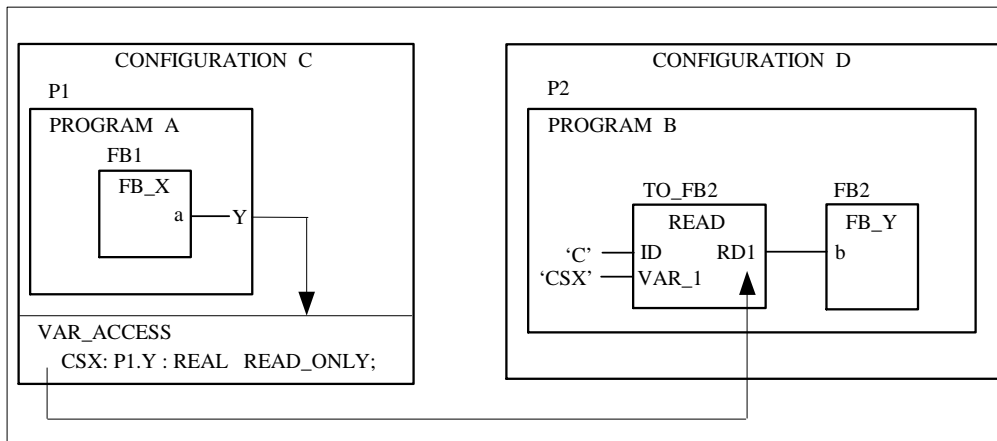 CONFIGURATION C
P1
PROGRAM A
FB1
FB_X
a
Y
VAR_ACCESS
CSX: P1.Y : REAL READ_ONLY;
CONFIGURATION D
P2
PROGRAM B
TO_FB2
READ
‘C’
ID
RD1
‘CSX’
VAR_1
FB2
FB_Y
b